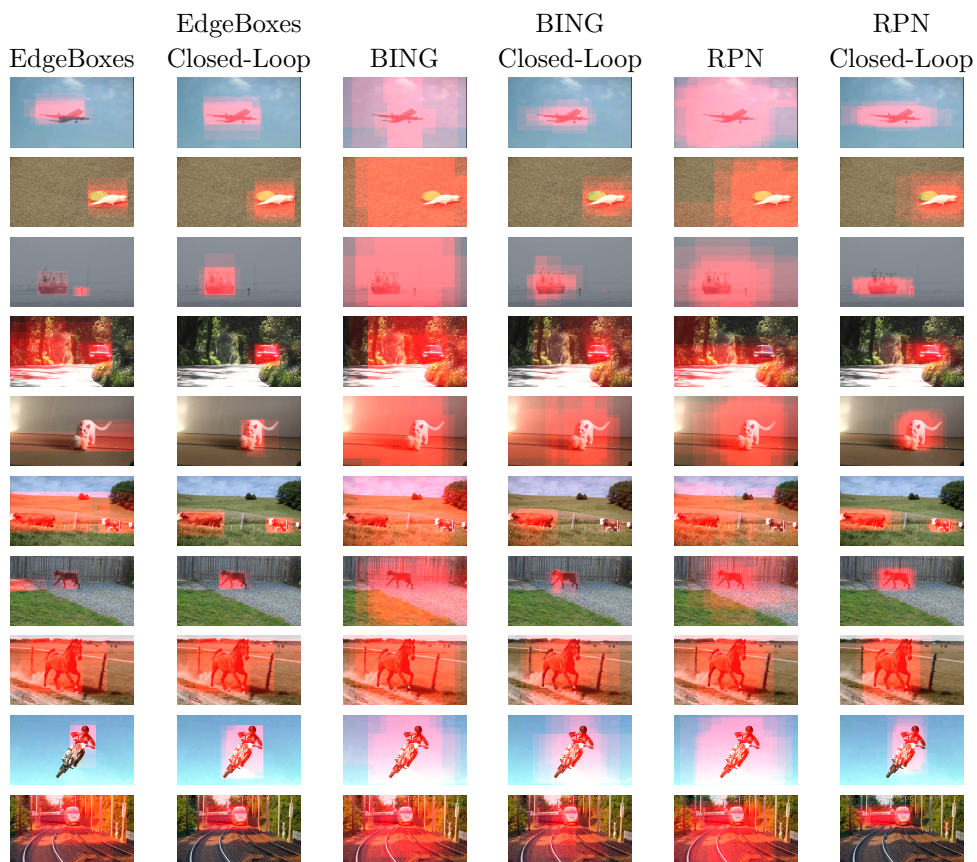 EdgeBoxes
EdgeBoxes
Closed-Loop
BING
BING
Closed-Loop
RPN
RPN
Closed-Loop